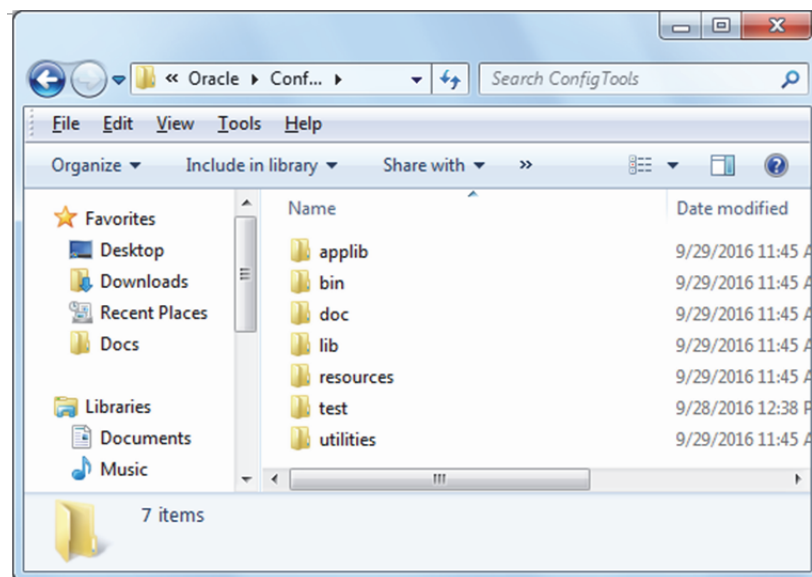 « Oracle Conf... Search ConfigTools
File Edit View Tools Help
Organize Include in library Share with »
Name Date modified
Favorites
Desktop
Downloads
Recent Places
Docs
Libraries
Documents
Music
applib 9/29/2016 11:45 A
bin 9/29/2016 11:45 A
doc 9/29/2016 11:45 A
lib 9/29/2016 11:45 A
resources 9/29/2016 11:45 A
test 9/28/2016 12:38 P
utilities 9/29/2016 11:45 A
7 items